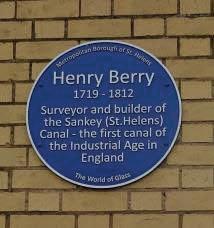 Metropolitan Borough of St. Helens
Henry Berry
1719 - 1812
Surveyor and builder of
the Sankey (St.Helens)
Canal - the first canal of
the Industrial Age in
England
The World of Glass